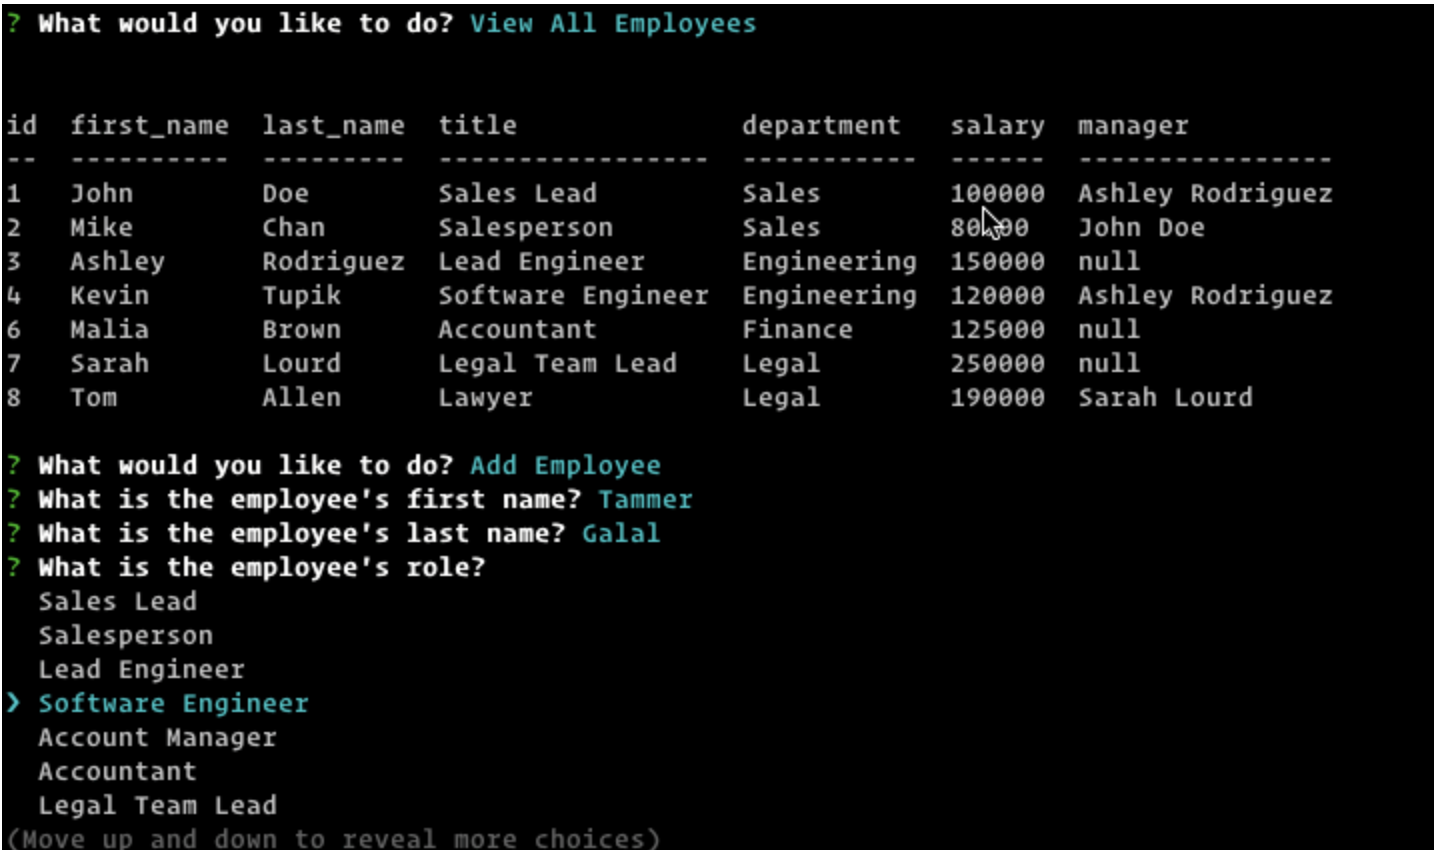 ? What would you like to do? View All Employees
id first_name last_name title department salary manager
-- ---------- --------- ----------------- ----------- ------ ----------------
1 John Doe Sales Lead Sales 100000 Ashley Rodriguez
2 Mike Chan Salesperson Sales 80000 John Doe
3 Ashley Rodriguez Lead Engineer Engineering 150000 null
4 Kevin Tupik Software Engineer Engineering 120000 Ashley Rodriguez
6 Malia Brown Accountant Finance 125000 null
7 Sarah Lourd Legal Team Lead Legal 250000 null
8 Tom Allen Lawyer Legal 190000 Sarah Lourd
? What would you like to do? Add Employee
? What is the employee's first name? Tammer
? What is the employee's last name? Galal
? What is the employee's role?
Sales Lead
Salesperson
Lead Engineer
❯ Software Engineer
Account Manager
Accountant
Legal Team Lead
(Move up and down to reveal more choices)